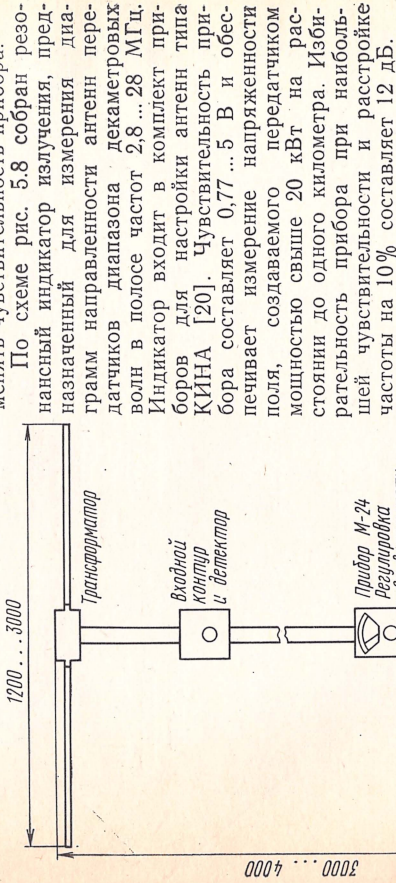 менять чувствительность прибора.
По схеме рис. 5.8 собран резо-
нансный индикатор излучения, пред-
назначенный для измерения диа-
грамм направленности антенн пере-
датчиков диапазона декаметровых
волн в полосе частот 2,8 ... 28 МГц.
Индикатор входит в комплект при-
боров для настройки антенн типа
КИНА [20]. Чувствительность при-
бора составляет 0,77 ... 5 В и обес-
печивает измерение напряженности
поля, создаваемого передатчиком
мощностью свыше 20 кВт на рас-
стоянии до одного километра. Изби-
рательность прибора при наиболь-
шей чувствительности и расстройке
частоты на 10% составляет 12 дБ.
1200 ... 3000
Трансформатор
Входной
контур
и детектор
Прибор М-24
Регулировка
3000 ... 4000